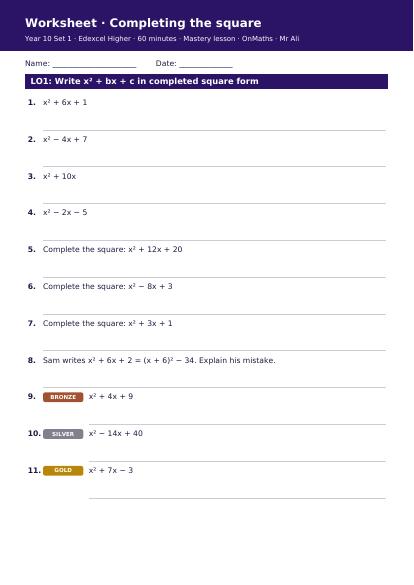 Worksheet · Completing the square
Year 10 Set 1 · Edexcel Higher · 60 minutes · Mastery lesson · OnMaths · Mr Ali
Name: ______________________ Date: ______________
LO1: Write x² + bx + c in completed square form
1. x² + 6x + 1
2. x² − 4x + 7
3. x² + 10x
4. x² − 2x − 5
5. Complete the square: x² + 12x + 20
6. Complete the square: x² − 8x + 3
7. Complete the square: x² + 3x + 1
8. Sam writes x² + 6x + 2 = (x + 6)² − 34. Explain his mistake.
9. BRONZE x² + 4x + 9
10. SILVER x² − 14x + 40
11. GOLD x² + 7x − 3